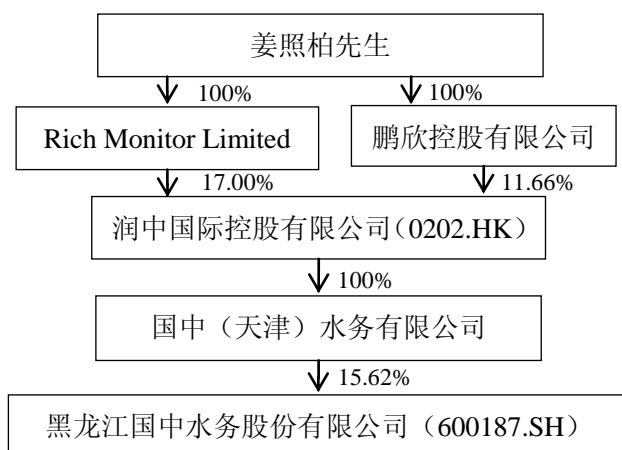 姜照柏先生
100% 100%
Rich Monitor Limited 鹏欣控股有限公司
17.00% 11.66%
润中国际控股有限公司（0202.HK）
100%
国中（天津）水务有限公司
15.62%
黑龙江国中水务股份有限公司（600187.SH）